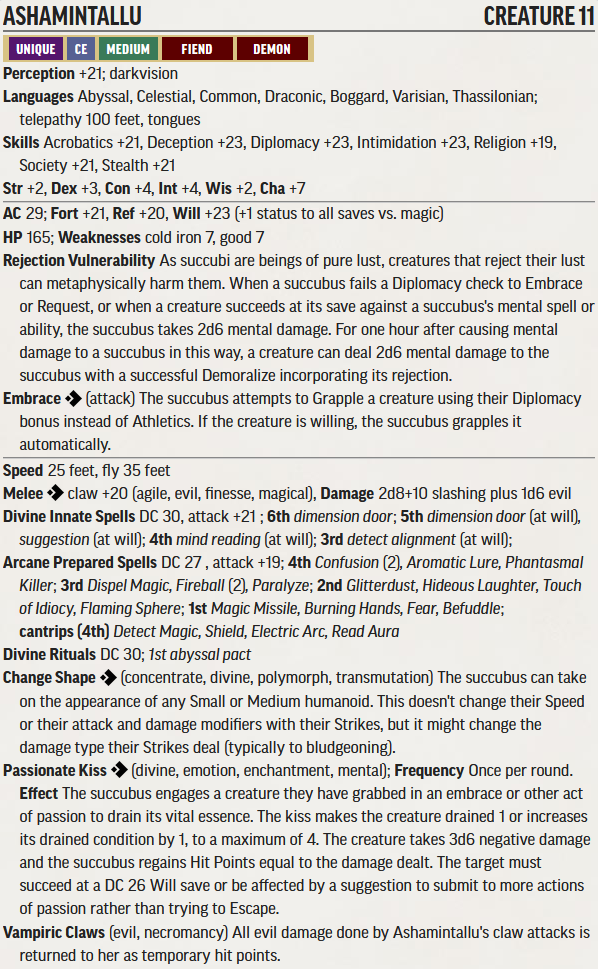 ASHAMINTALLU CREATURE 11
UNIQUE CE MEDIUM FIEND DEMON
Perception +21; darkvision
Languages Abyssal, Celestial, Common, Draconic, Boggard, Varisian, Thassilonian;
telepathy 100 feet, tongues
Skills Acrobatics +21, Deception +23, Diplomacy +23, Intimidation +23, Religion +19,
Society +21, Stealth +21
Str +2, Dex +3, Con +4, Int +4, Wis +2, Cha +7
AC 29; Fort +21, Ref +20, Will +23 (+1 status to all saves vs. magic)
HP 165; Weaknesses cold iron 7, good 7
Rejection Vulnerability As succubi are beings of pure lust, creatures that reject their lust
can metaphysically harm them. When a succubus fails a Diplomacy check to Embrace
or Request, or when a creature succeeds at its save against a succubus's mental spell or
ability, the succubus takes 2d6 mental damage. For one hour after causing mental
damage to a succubus in this way, a creature can deal 2d6 mental damage to the
succubus with a successful Demoralize incorporating its rejection.
Embrace (attack) The succubus attempts to Grapple a creature using their Diplomacy
bonus instead of Athletics. If the creature is willing, the succubus grapples it
automatically.
Speed 25 feet, fly 35 feet
Melee claw +20 (agile, evil, finesse, magical), Damage 2d8+10 slashing plus 1d6 evil
Divine Innate Spells DC 30, attack +21 ; 6th dimension door; 5th dimension door (at will),
suggestion (at will); 4th mind reading (at will); 3rd detect alignment (at will);
Arcane Prepared Spells DC 27 , attack +19; 4th Confusion (2), Aromatic Lure, Phantasmal
Killer; 3rd Dispel Magic, Fireball (2), Paralyze; 2nd Glitterdust, Hideous Laughter, Touch
of Idiocy, Flaming Sphere; 1st Magic Missile, Burning Hands, Fear, Befuddle;
cantrips (4th) Detect Magic, Shield, Electric Arc, Read Aura
Divine Rituals DC 30; 1st abyssal pact
Change Shape (concentrate, divine, polymorph, transmutation) The succubus can take
on the appearance of any Small or Medium humanoid. This doesn't change their Speed
or their attack and damage modifiers with their Strikes, but it might change the
damage type their Strikes deal (typically to bludgeoning).
Passionate Kiss (divine, emotion, enchantment, mental); Frequency Once per round.
Effect The succubus engages a creature they have grabbed in an embrace or other act
of passion to drain its vital essence. The kiss makes the creature drained 1 or increases
its drained condition by 1, to a maximum of 4. The creature takes 3d6 negative damage
and the succubus regains Hit Points equal to the damage dealt. The target must
succeed at a DC 26 Will save or be affected by a suggestion to submit to more actions
of passion rather than trying to Escape.
Vampiric Claws (evil, necromancy) All evil damage done by Ashamintallu's claw attacks is
returned to her as temporary hit points.